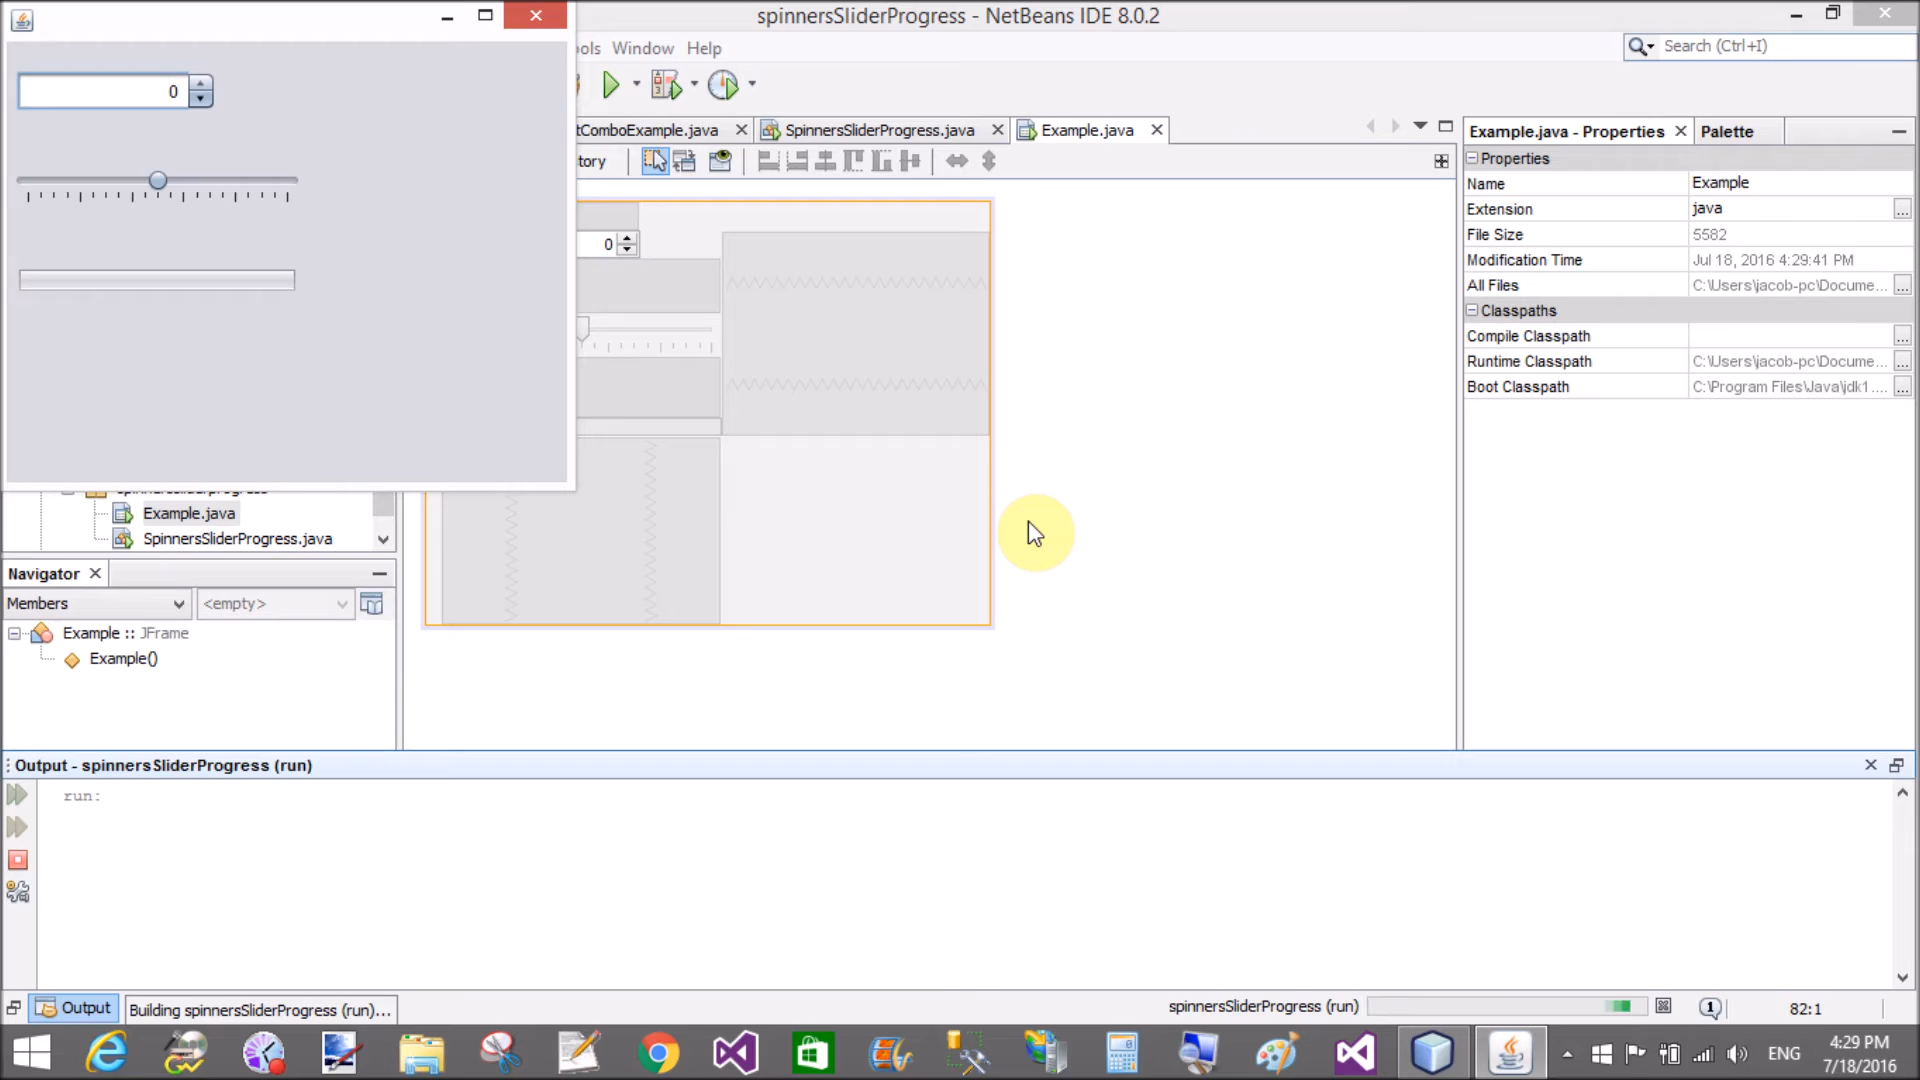 spinnersSliderProgress - NetBeans IDE 8.0.2
ols Window Help
Search (Ctrl+I)
0
tComboExample.java
SpinnersSliderProgress.java
Example.java
tory
0
Example.java - Properties
Palette
Properties
Name Example
Extension java
File Size 5582
Modification Time Jul 18, 2016 4:29:41 PM
All Files C:\Users\jacob-pc\Docume...
Classpaths
Compile Classpath
Runtime Classpath C:\Users\jacob-pc\Docume...
Boot Classpath C:\Program Files\Java\jdk1....
Example.java
SpinnersSliderProgress.java
Navigator
Members <empty>
Example :: JFrame
Example()
Output - spinnersSliderProgress (run)
run:
Output
Building spinnersSliderProgress (run)...
spinnersSliderProgress (run)
1
82:1
ENG
4:29 PM
7/18/2016